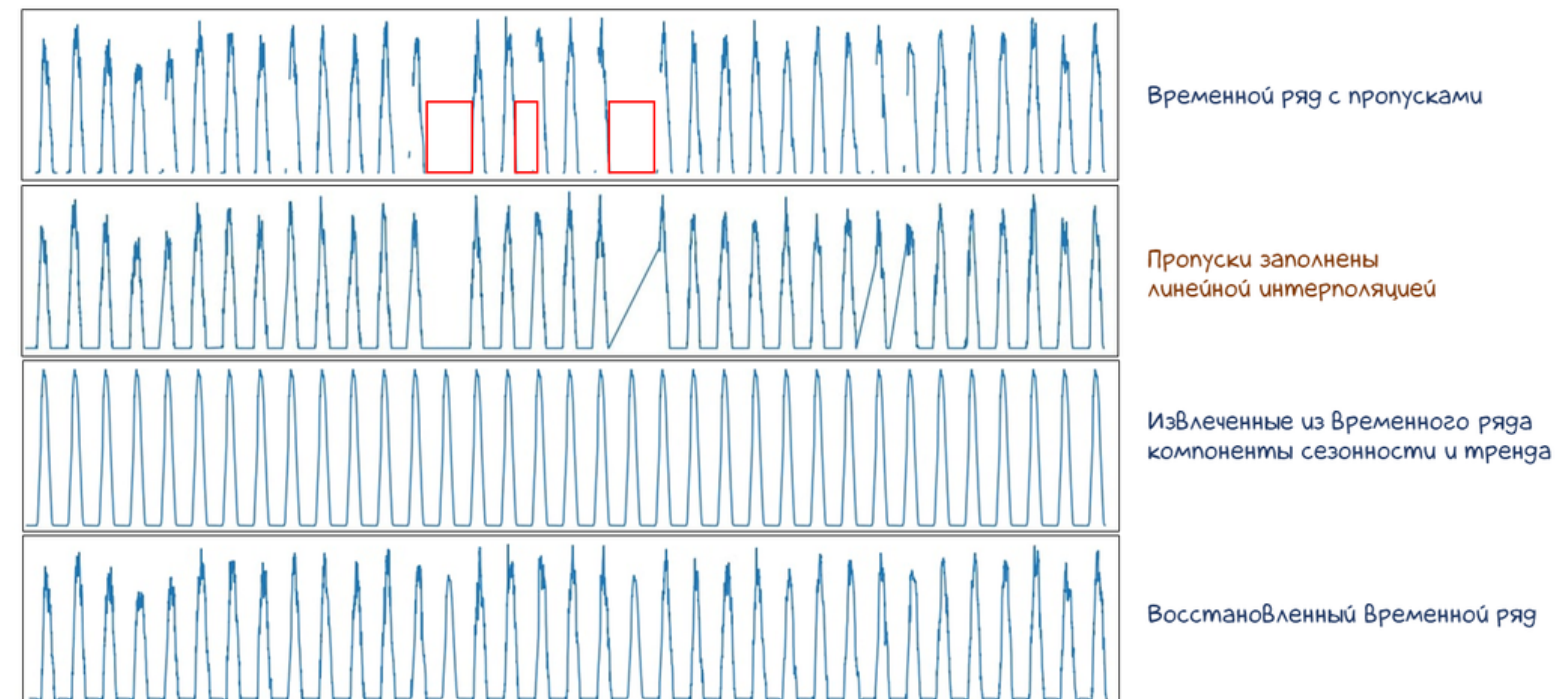 Временной ряд с пропусками
Пропуски заполнены
линейной интерполяцией
Извлеченные из временного ряда
компоненты сезонности и тренда
Восстановленный временной ряд